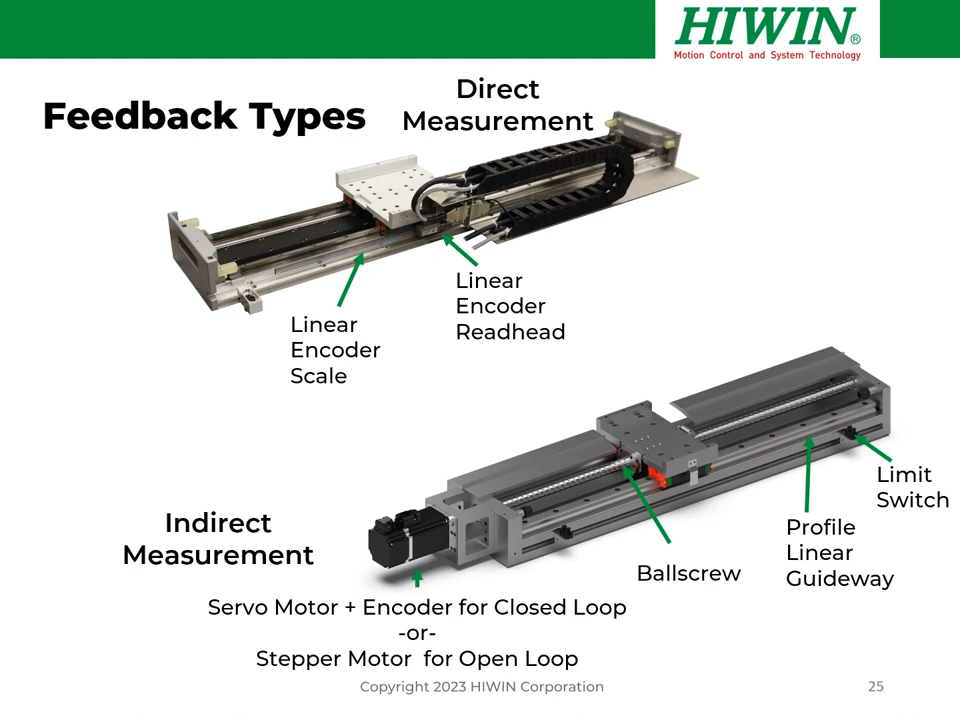 HIWIN®
Motion Control and System Technology
Feedback Types
Direct
Measurement
Linear
Encoder
Readhead
Linear
Encoder
Scale
Limit
Switch
Profile
Linear
Guideway
Indirect
Measurement
Ballscrew
Servo Motor + Encoder for Closed Loop
-or-
Stepper Motor  for Open Loop
Copyright 2023 HIWIN Corporation
25